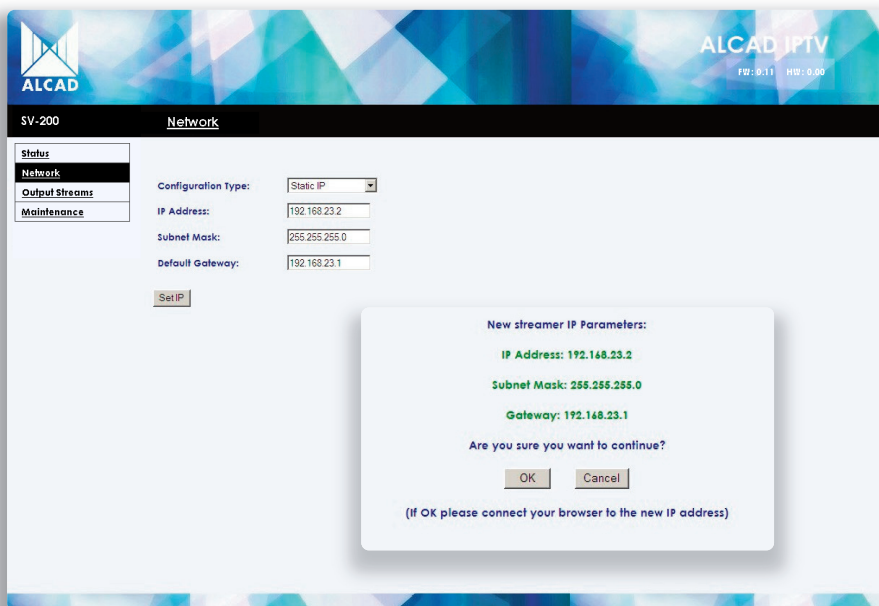 ALCAD
ALCAD IPTV
FW: 0.11 HW: 0.00
SV-200
Network
Status
Network
Output Streams
Maintenance
Configuration Type: Static IP
IP Address: 192.168.23.2
Subnet Mask: 255.255.255.0
Default Gateway: 192.168.23.1
Set IP
New streamer IP Parameters:
IP Address: 192.168.23.2
Subnet Mask: 255.255.255.0
Gateway: 192.168.23.1
Are you sure you want to continue?
OK Cancel
(If OK please connect your browser to the new IP address)